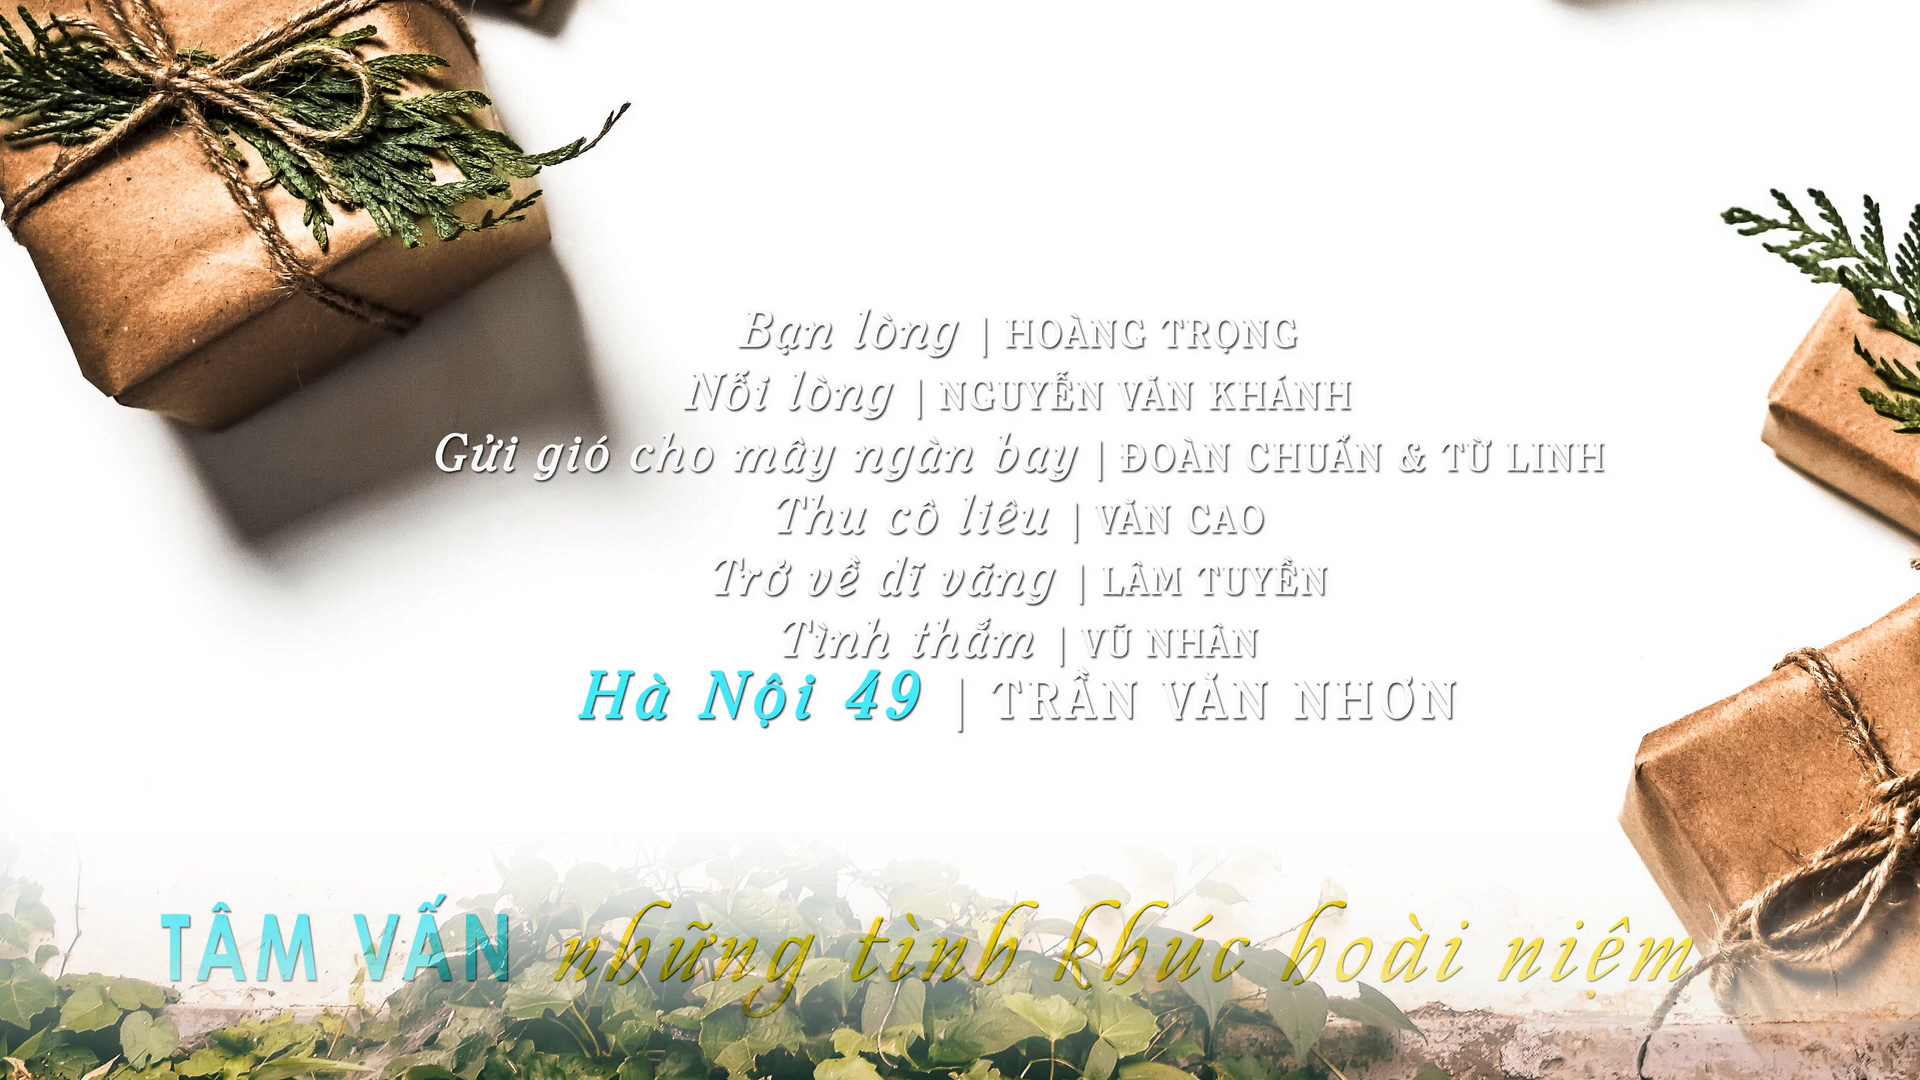 Bạn lòng | HOÀNG TRỌNG
Nỗi lòng | NGUYỄN VĂN KHÁNH
Gửi gió cho mây ngàn bay | ĐOÀN CHUẨN & TỪ LINH
Thu cô liêu | VĂN CAO
Trở về dĩ vãng | LÂM TUYỀN
Tình thắm | VŨ NHÂN
Hà Nội 49 | TRẦN VĂN NHƠN
TÂM VẤN những tình khúc hoài niệm